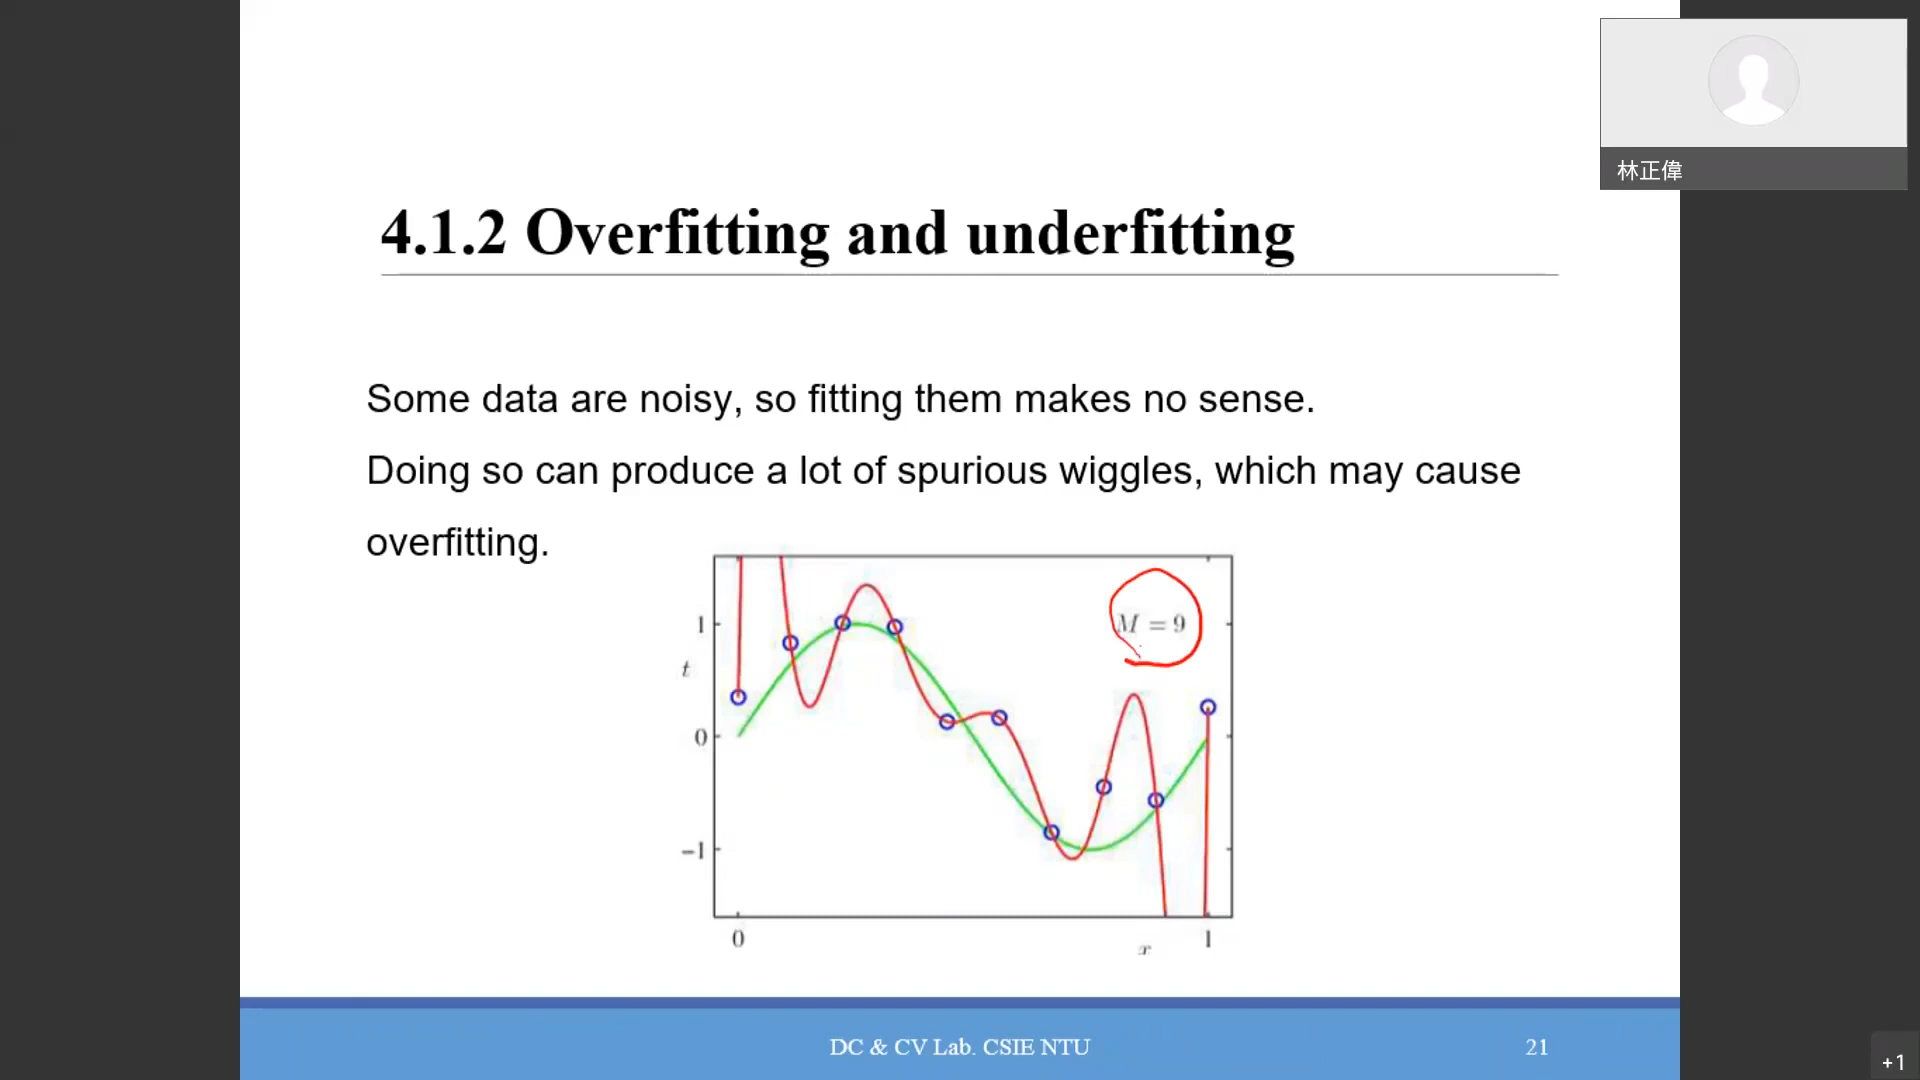 林正偉
4.1.2 Overfitting and underfitting
Some data are noisy, so fitting them makes no sense.
Doing so can produce a lot of spurious wiggles, which may cause
overfitting.
M = 9
1
t
0
−1
0
x
1
DC & CV Lab. CSIE NTU
21
+1